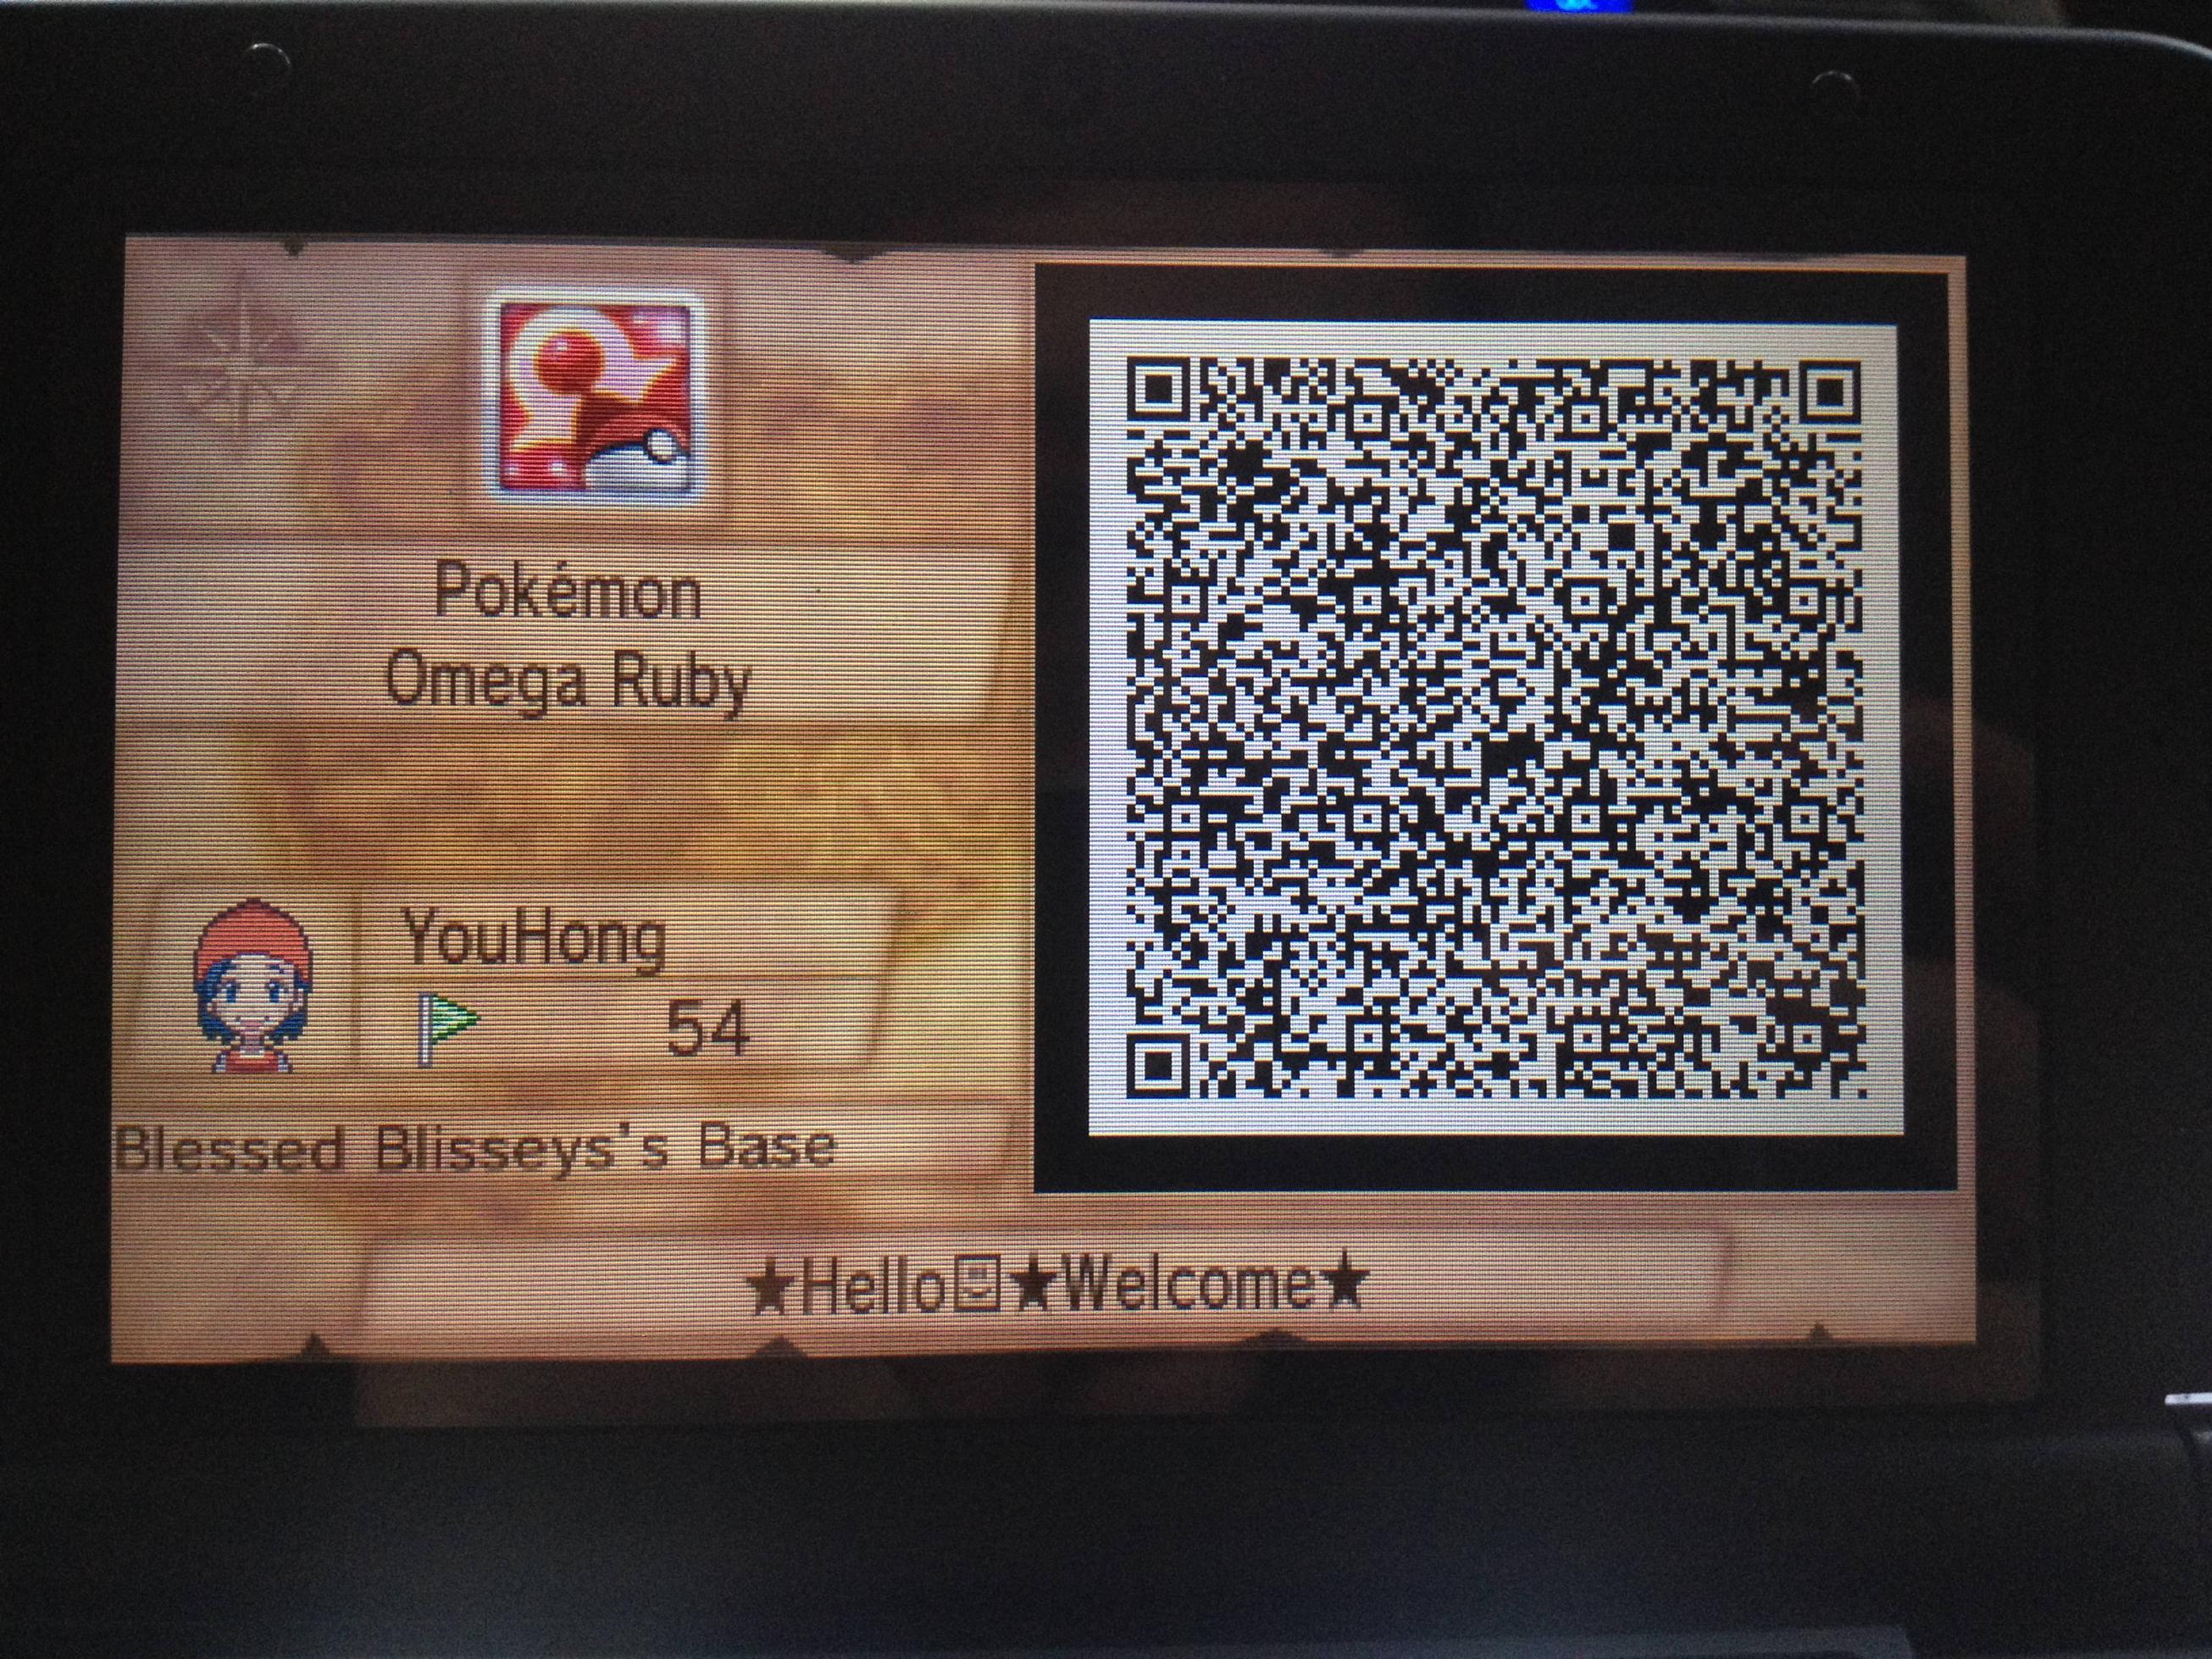 Pokémon
Omega Ruby
YouHong
54
Blessed Blisseys's Base
★Hello☺★Welcome★